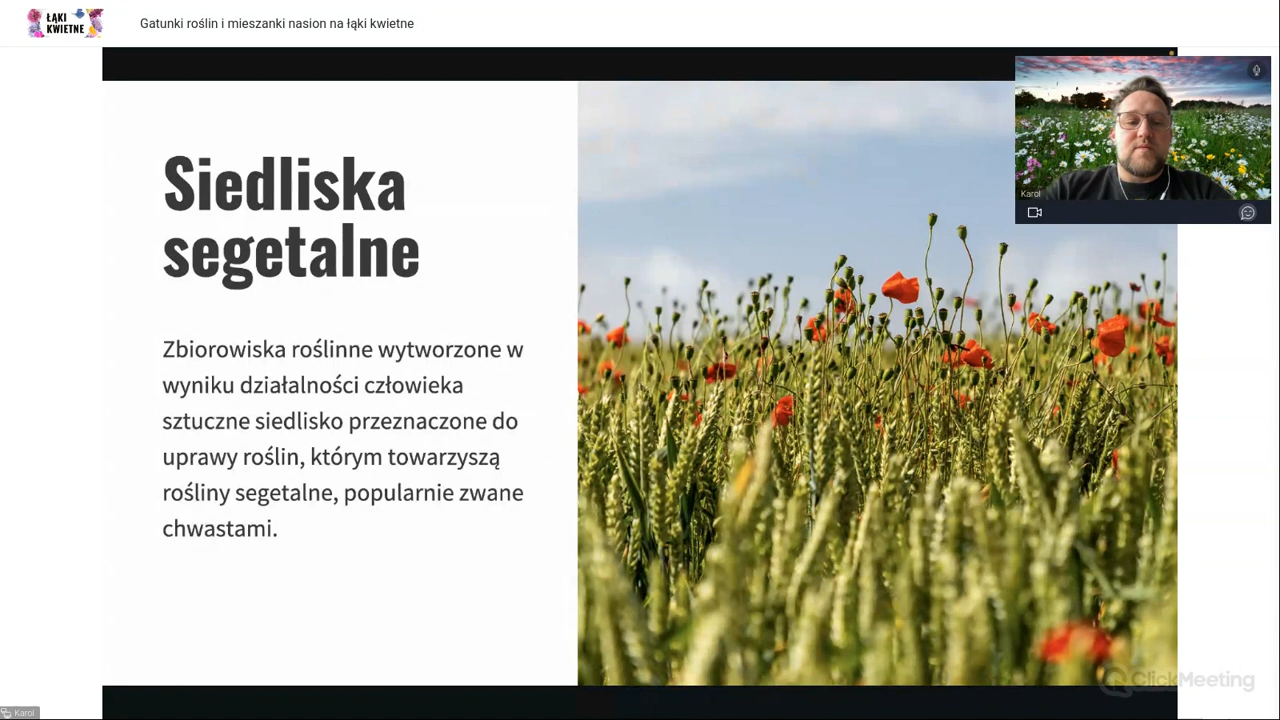 ŁĄKI
KWIETNE
Gatunki roślin i mieszanki nasion na łąki kwietne
Siedliska
segetalne
Zbiorowiska roślinne wytworzone w
wyniku działalności człowieka
sztuczne siedlisko przeznaczone do
uprawy roślin, którym towarzyszą
rośliny segetalne, popularnie zwane
chwastami.
Karol
ClickMeeting
Karol